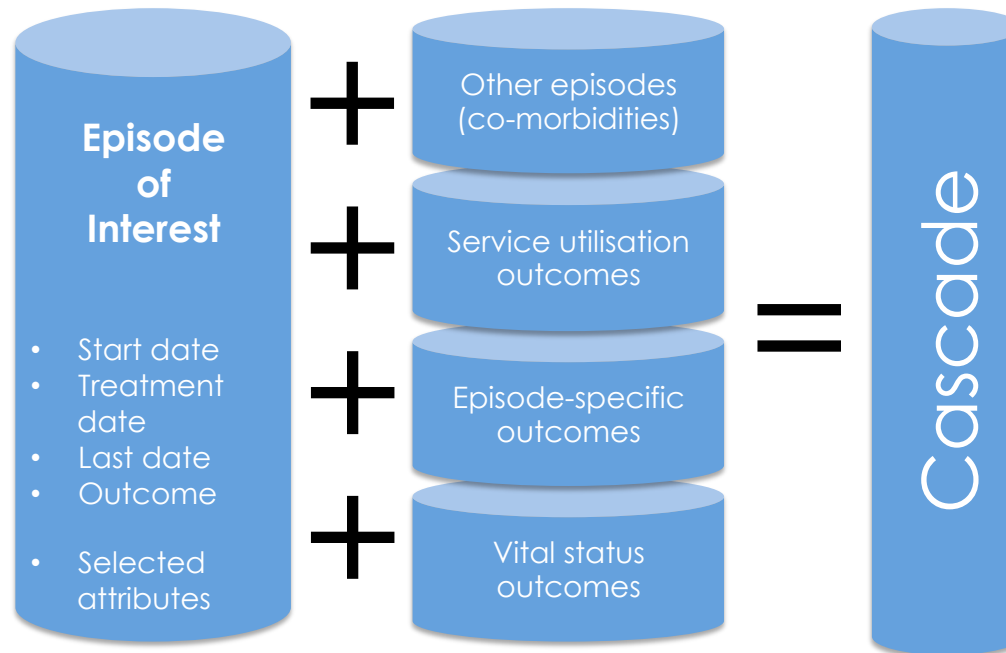 Episode
of
Interest
• Start date
• Treatment
date
• Last date
• Outcome
• Selected
attributes
+
Other episodes
(co-morbidities)
+
Service utilisation
outcomes
+
Episode-specific
outcomes
+
Vital status
outcomes
=
Cascade